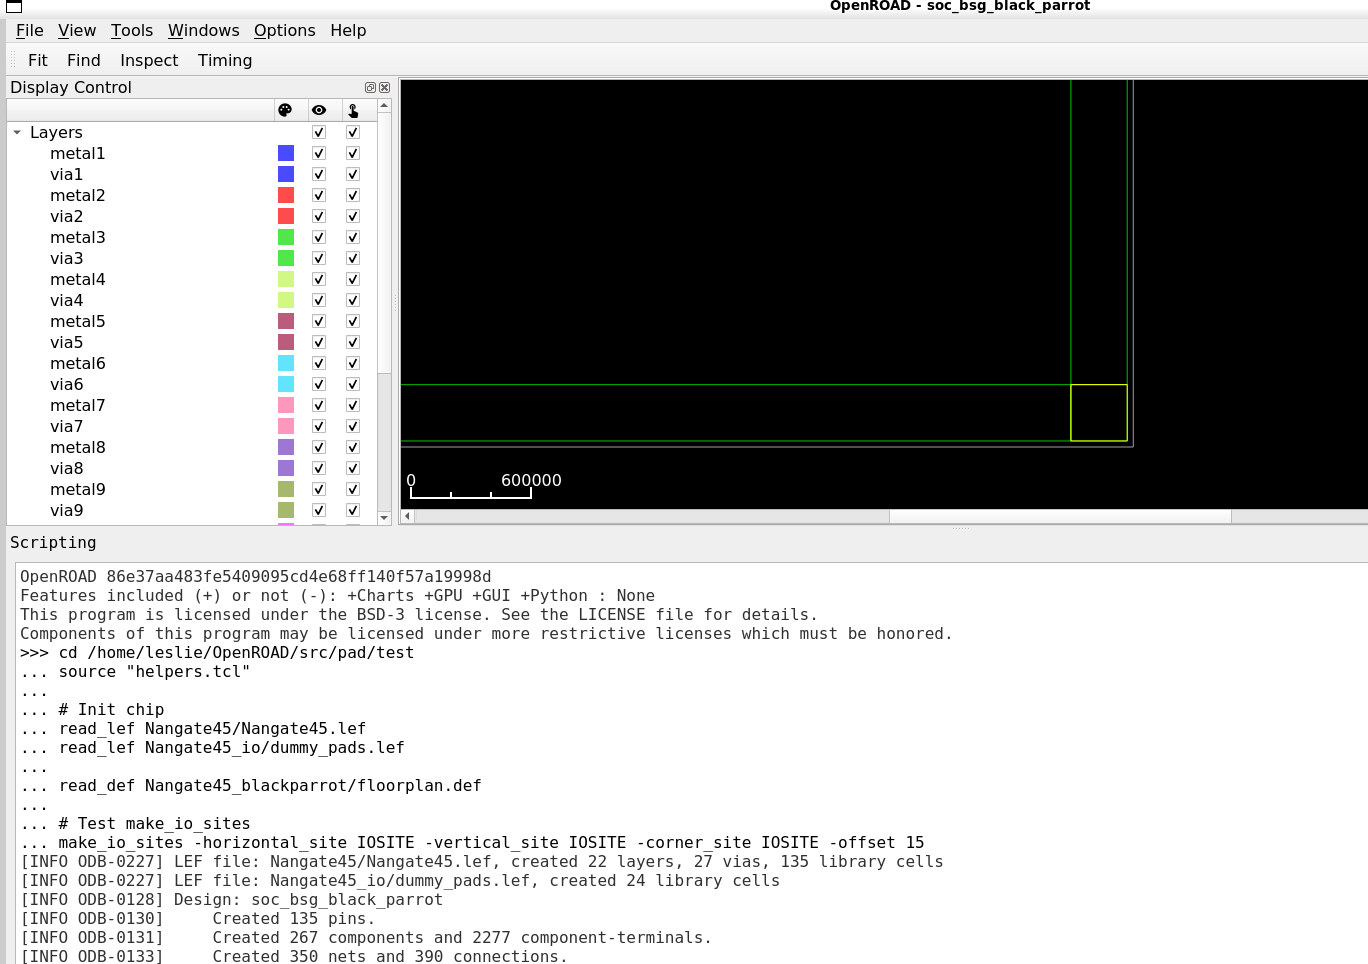 OpenROAD - soc_bsg_black_parrot
File View Tools Windows Options Help
Fit Find Inspect Timing
Display Control
Layers
metal1
via1
metal2
via2
metal3
via3
metal4
via4
metal5
via5
metal6
via6
metal7
via7
metal8
via8
metal9
via9
0 600000
Scripting
OpenROAD 86e37aa483fe5409095cd4e68ff140f57a19998d
Features included (+) or not (-): +Charts +GPU +GUI +Python : None
This program is licensed under the BSD-3 license. See the LICENSE file for details.
Components of this program may be licensed under more restrictive licenses which must be honored.
>>> cd /home/leslie/OpenROAD/src/pad/test
... source "helpers.tcl"
...
... # Init chip
... read_lef Nangate45/Nangate45.lef
... read_lef Nangate45_io/dummy_pads.lef
...
... read_def Nangate45_blackparrot/floorplan.def
...
... # Test make_io_sites
... make_io_sites -horizontal_site IOSITE -vertical_site IOSITE -corner_site IOSITE -offset 15
[INFO ODB-0227] LEF file: Nangate45/Nangate45.lef, created 22 layers, 27 vias, 135 library cells
[INFO ODB-0227] LEF file: Nangate45_io/dummy_pads.lef, created 24 library cells
[INFO ODB-0128] Design: soc_bsg_black_parrot
[INFO ODB-0130]     Created 135 pins.
[INFO ODB-0131]     Created 267 components and 2277 component-terminals.
[INFO ODB-0133]     Created 350 nets and 390 connections.